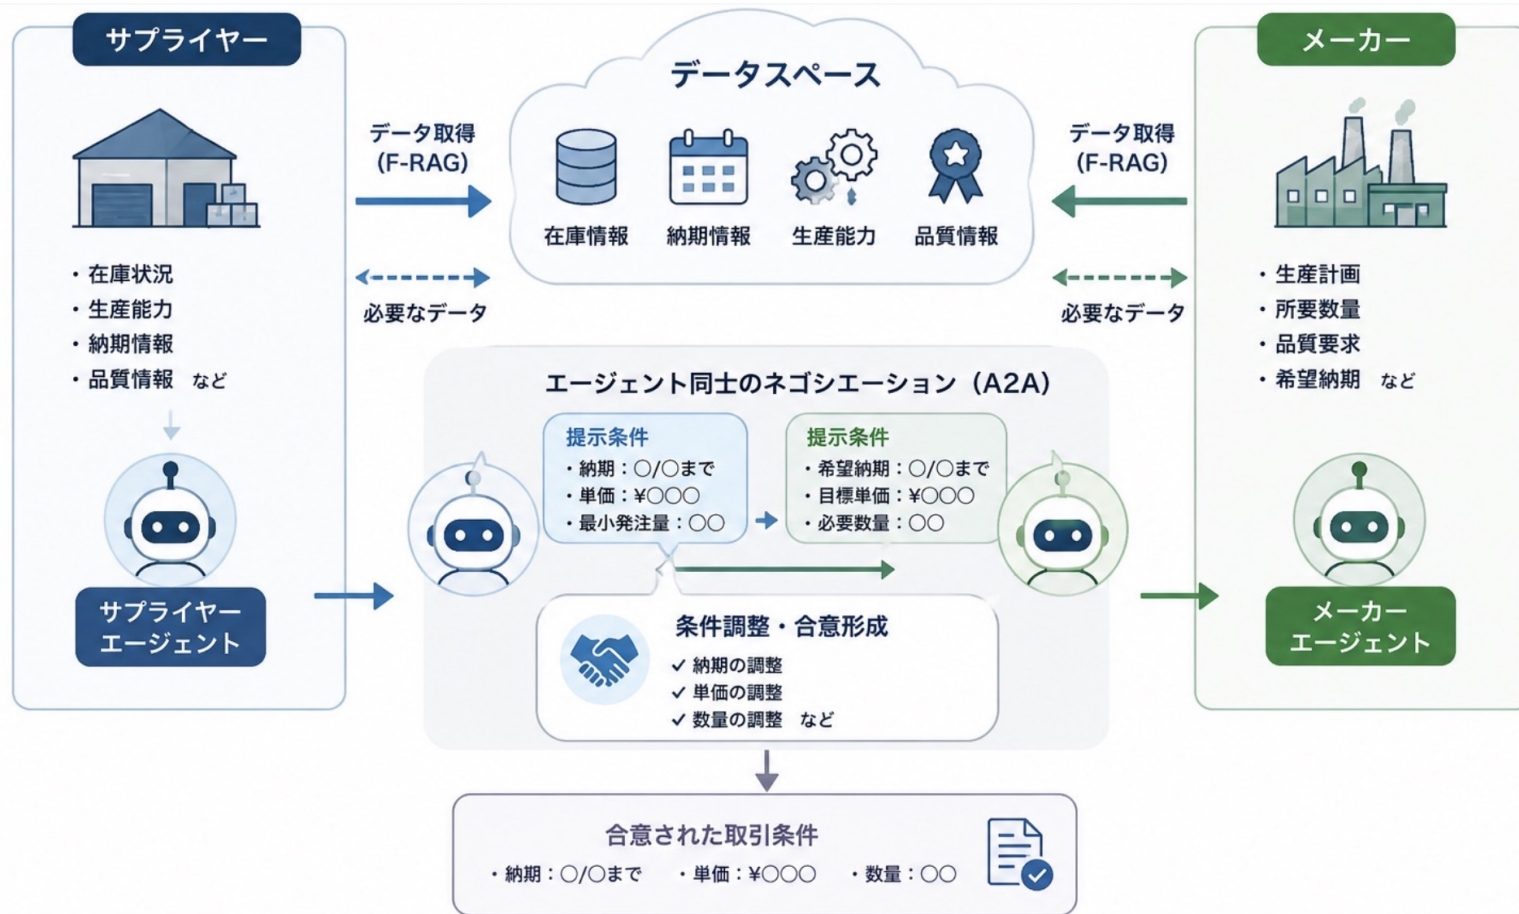 サプライヤー
データスペース
メーカー
データ取得
(F-RAG)
データ取得
(F-RAG)
在庫情報
納期情報
生産能力
品質情報
必要なデータ
必要なデータ
・在庫状況
・生産能力
・納期情報
・品質情報 など
・生産計画
・所要数量
・品質要求
・希望納期 など
エージェント同士のネゴシエーション（A2A）
提示条件
・納期：○/○まで
・単価：¥○○○
・最小発注量：○○
提示条件
・希望納期：○/○まで
・目標単価：¥○○○
・必要数量：○○
サプライヤー
エージェント
メーカー
エージェント
条件調整・合意形成
✓ 納期の調整
✓ 単価の調整
✓ 数量の調整 など
合意された取引条件
・納期：○/○まで ・単価：¥○○○ ・数量：○○